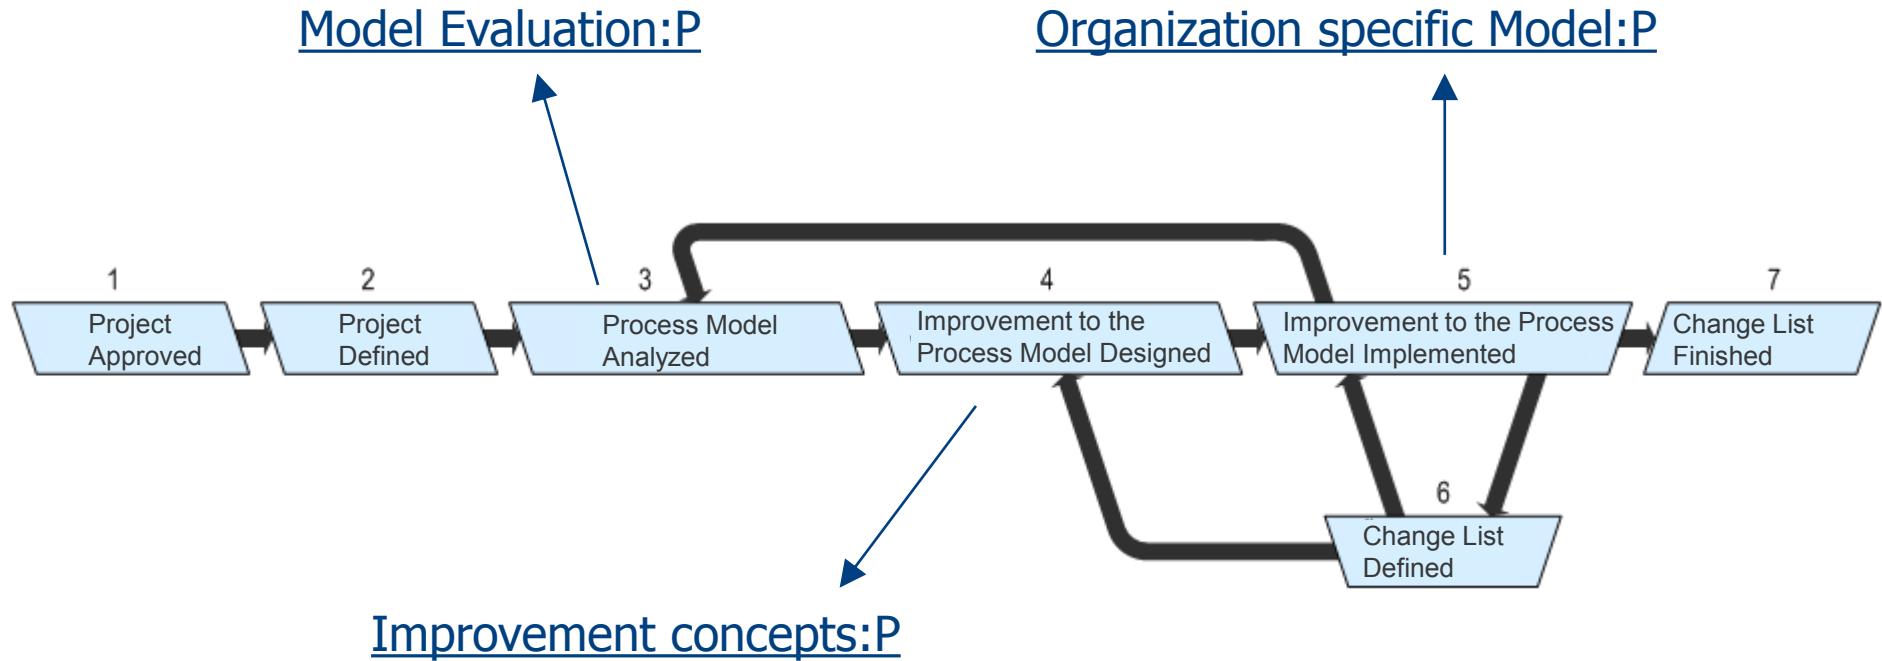 Model Evaluation:P
Organization specific Model:P
1
2
3
4
5
7
Project
Approved
Project
Defined
Process Model
Analyzed
Improvement to the
Process Model Designed
Improvement to the Process
Model Implemented
Change List
Finished
6
Change List
Defined
Improvement concepts:P